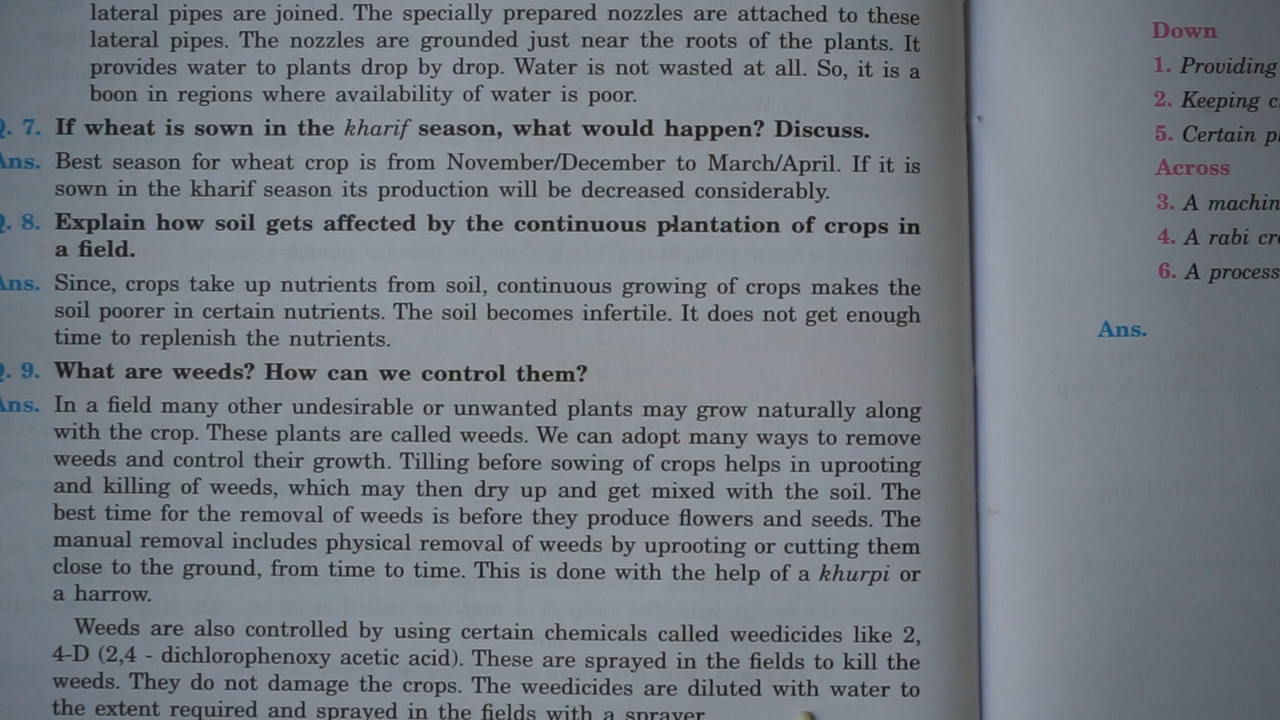 lateral pipes are joined. The specially prepared nozzles are attached to these
lateral pipes. The nozzles are grounded just near the roots of the plants. It
provides water to plants drop by drop. Water is not wasted at all. So, it is a
boon in regions where availability of water is poor.
Q. 7. If wheat is sown in the kharif season, what would happen? Discuss.
Ans. Best season for wheat crop is from November/December to March/April. If it is
sown in the kharif season its production will be decreased considerably.
Q. 8. Explain how soil gets affected by the continuous plantation of crops in
a field.
Ans. Since, crops take up nutrients from soil, continuous growing of crops makes the
soil poorer in certain nutrients. The soil becomes infertile. It does not get enough
time to replenish the nutrients.
Q. 9. What are weeds? How can we control them?
Ans. In a field many other undesirable or unwanted plants may grow naturally along
with the crop. These plants are called weeds. We can adopt many ways to remove
weeds and control their growth. Tilling before sowing of crops helps in uprooting
and killing of weeds, which may then dry up and get mixed with the soil. The
best time for the removal of weeds is before they produce flowers and seeds. The
manual removal includes physical removal of weeds by uprooting or cutting them
close to the ground, from time to time. This is done with the help of a khurpi or
a harrow.
Weeds are also controlled by using certain chemicals called weedicides like 2,
4-D (2,4 - dichlorophenoxy acetic acid). These are sprayed in the fields to kill the
weeds. They do not damage the crops. The weedicides are diluted with water to
the extent required and sprayed in the fields with a sprayer.
Down
1. Providing
2. Keeping
5. Certain
Across
3. A
4. A rabi
6. A process
Ans.